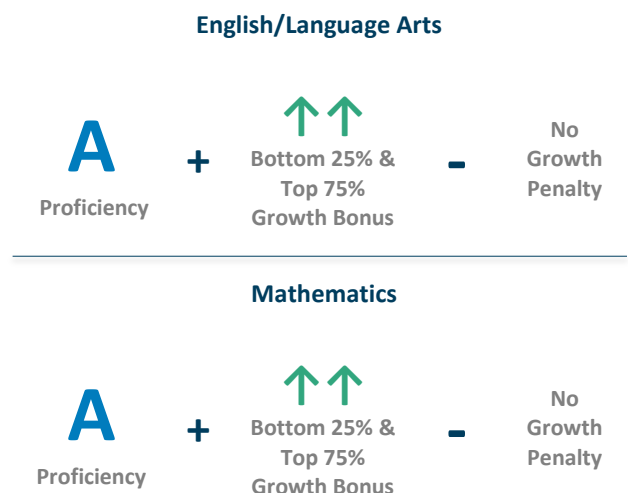 English/Language Arts
A
Proficiency
+
Bottom 25% &
Top 75%
Growth Bonus
-
No
Growth
Penalty
Mathematics
A
Proficiency
+
Bottom 25% &
Top 75%
Growth Bonus
-
No
Growth
Penalty